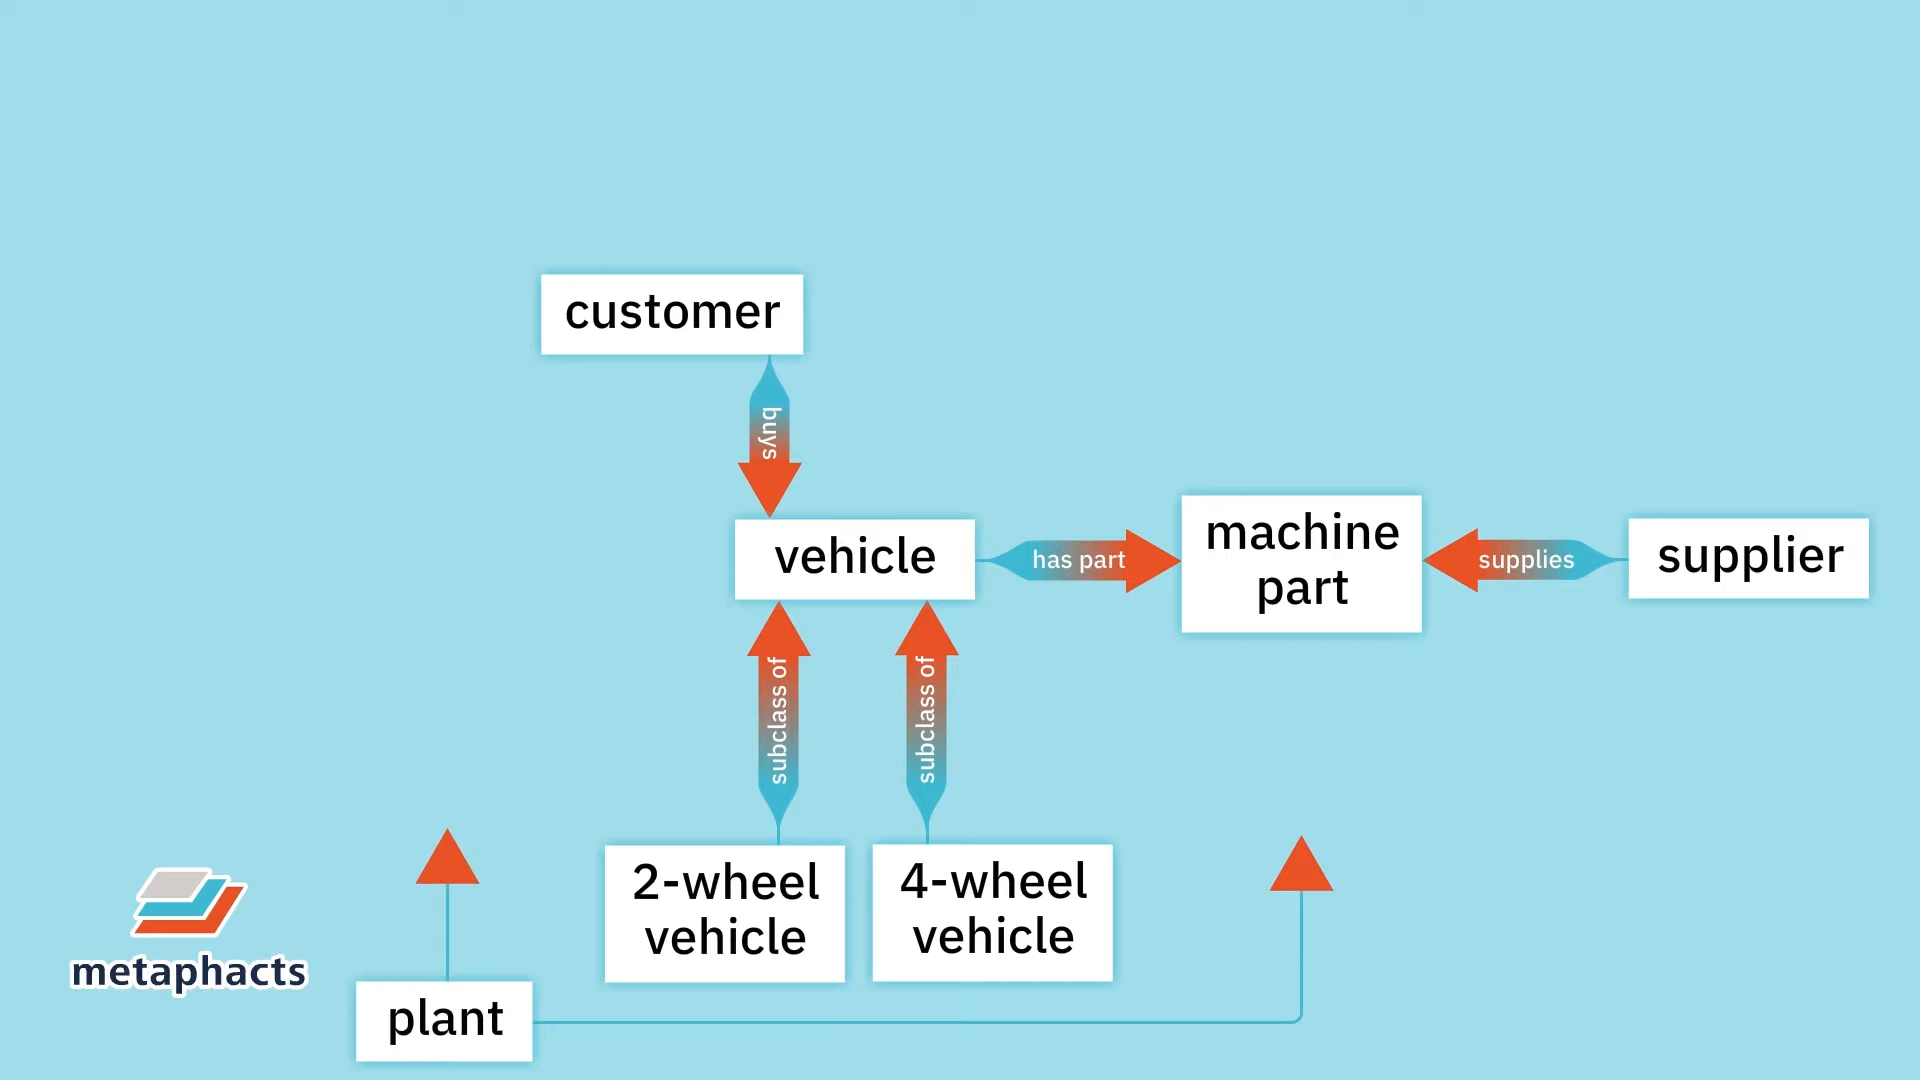 customer
buys
vehicle
has part
machine
part
supplies
supplier
subclass of
subclass of
2-wheel
vehicle
4-wheel
vehicle
metaphacts
plant